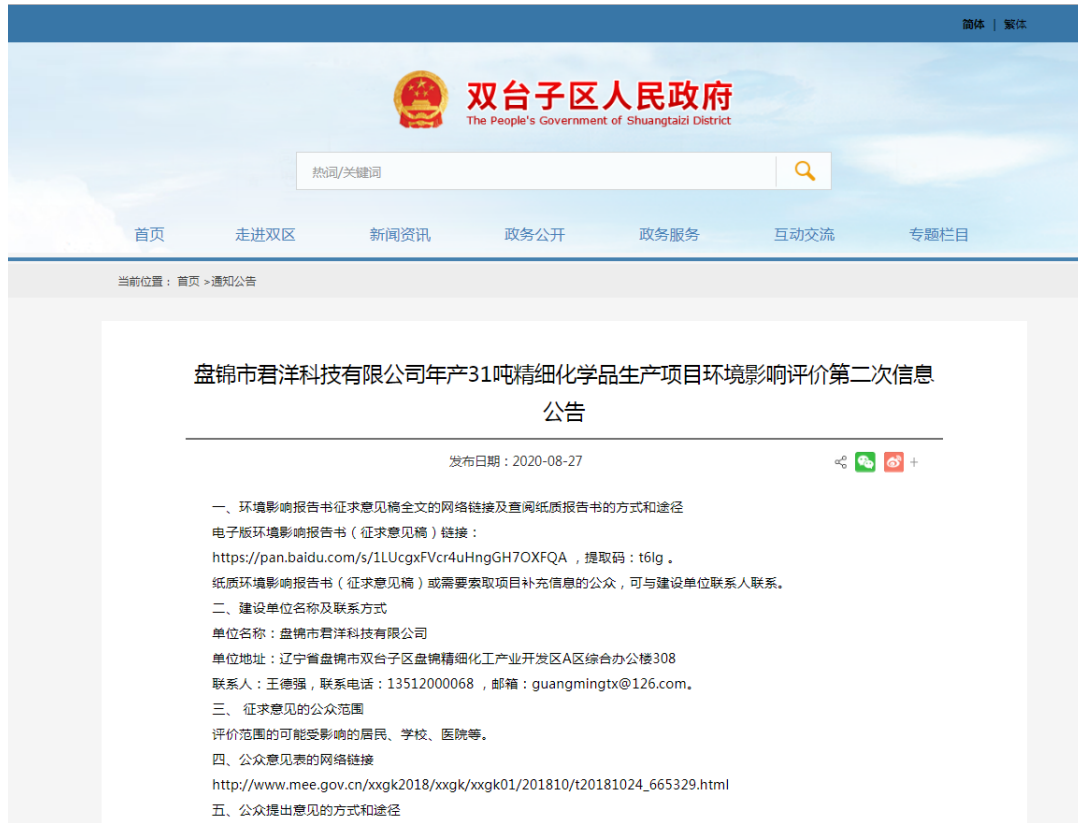 简体 | 繁体
双台子区人民政府
The People's Government of Shuangtaizi District
热词/关键词
首页 走进双区 新闻资讯 政务公开 政务服务 互动交流 专题栏目
当前位置： 首页 >通知公告
盘锦市君洋科技有限公司年产31吨精细化学品生产项目环境影响评价第二次信息
公告
发布日期：2020-08-27
一、环境影响报告书征求意见稿全文的网络链接及查阅纸质报告书的方式和途径
电子版环境影响报告书（征求意见稿）链接：
https://pan.baidu.com/s/1LUcgxFVcr4uHngGH7OXFQA ，提取码：t6lg 。
纸质环境影响报告书（征求意见稿）或需要索取项目补充信息的公众，可与建设单位联系人联系。
二、建设单位名称及联系方式
单位名称：盘锦市君洋科技有限公司
单位地址：辽宁省盘锦市双台子区盘锦精细化工产业开发区A区综合办公楼308
联系人：王德强，联系电话：13512000068 ，邮箱：guangmingtx@126.com。
三、 征求意见的公众范围
评价范围的可能受影响的居民、学校、医院等。
四、公众意见表的网络链接
http://www.mee.gov.cn/xxgk2018/xxgk/xxgk01/201810/t20181024_665329.html
五、公众提出意见的方式和途径